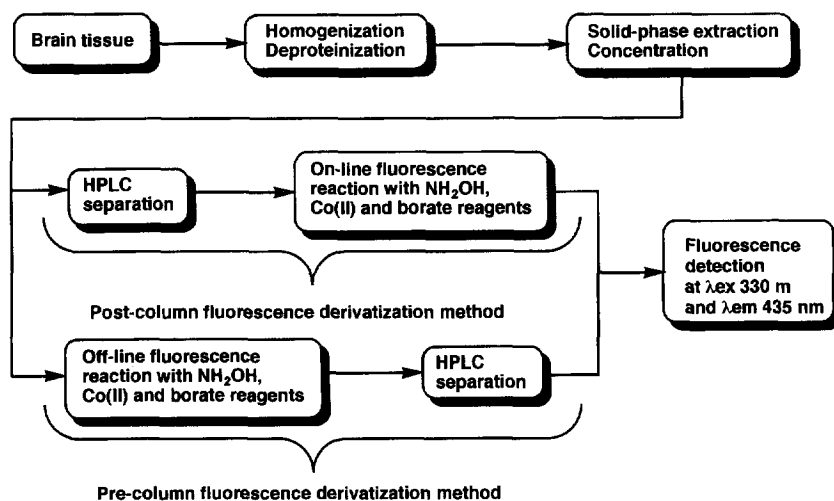 Brain tissue
Homogenization
Deproteinization
Solid-phase extraction
Concentration
HPLC
separation
On-line fluorescence
reaction with NH₂OH,
Co(II) and borate reagents
Post-column fluorescence derivatization method
Off-line fluorescence
reaction with NH₂OH,
Co(II) and borate reagents
HPLC
separation
Pre-column fluorescence derivatization method
Fluorescence
detection
at λex 330 m
and λem 435 nm